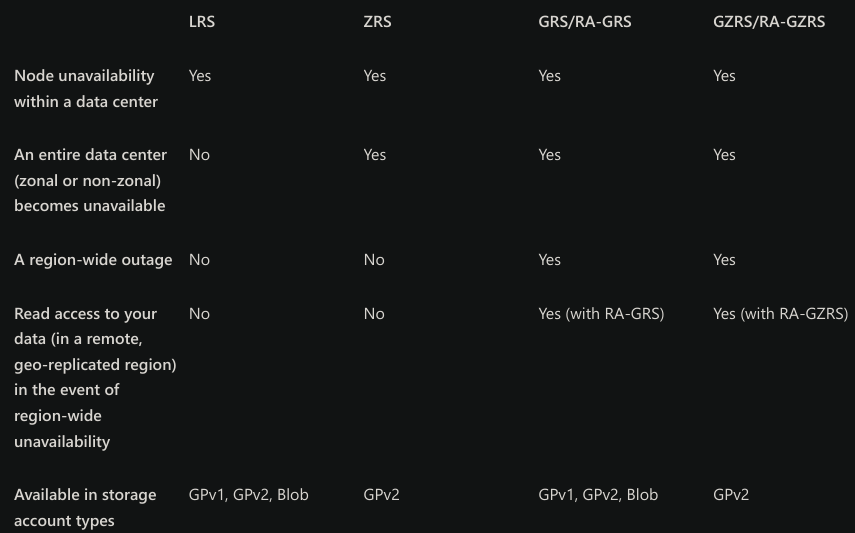 LRS ZRS GRS/RA-GRS GZRS/RA-GZRS
Node unavailability Yes Yes Yes Yes
within a data center
An entire data center No Yes Yes Yes
(zonal or non-zonal)
becomes unavailable
A region-wide outage No No Yes Yes
Read access to your No No Yes (with RA-GRS) Yes (with RA-GZRS)
data (in a remote,
geo-replicated region)
in the event of
region-wide
unavailability
Available in storage GPv1, GPv2, Blob GPv2 GPv1, GPv2, Blob GPv2
account types